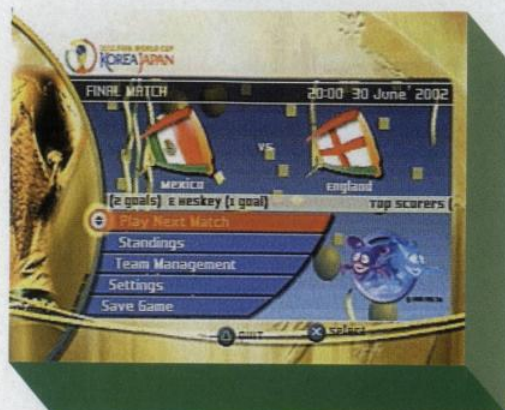 2002 FIFA WORLD CUP
KOREA JAPAN
FINAL MATCH 20:00 30 June 2002
VS
mexico England
(2 goals) E Heskey (1 goal) Top scorers (
Play Next Match
Standings
Team Management
Settings
Save Game
quit select